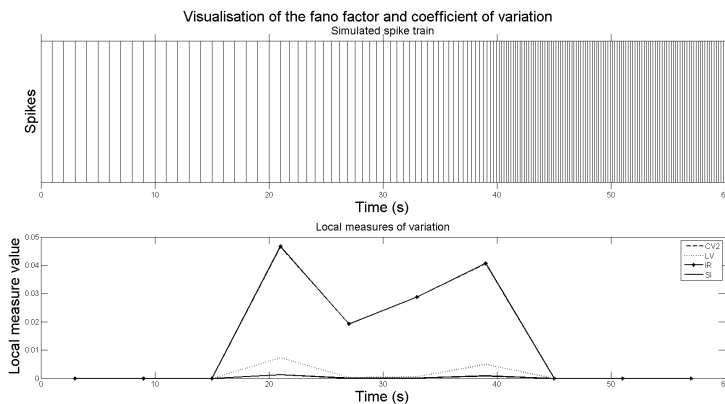 Visualisation of the fano factor and coefficient of variation
Simulated spike train
Spikes
0 10 20 30 40 50 60
Time (s)
Local measures of variation
Local measure value
0.05
0.04
0.03
0.02
0.01
0
CV2
LV
IR
SI
0 10 20 30 40 50 60
Time (s)